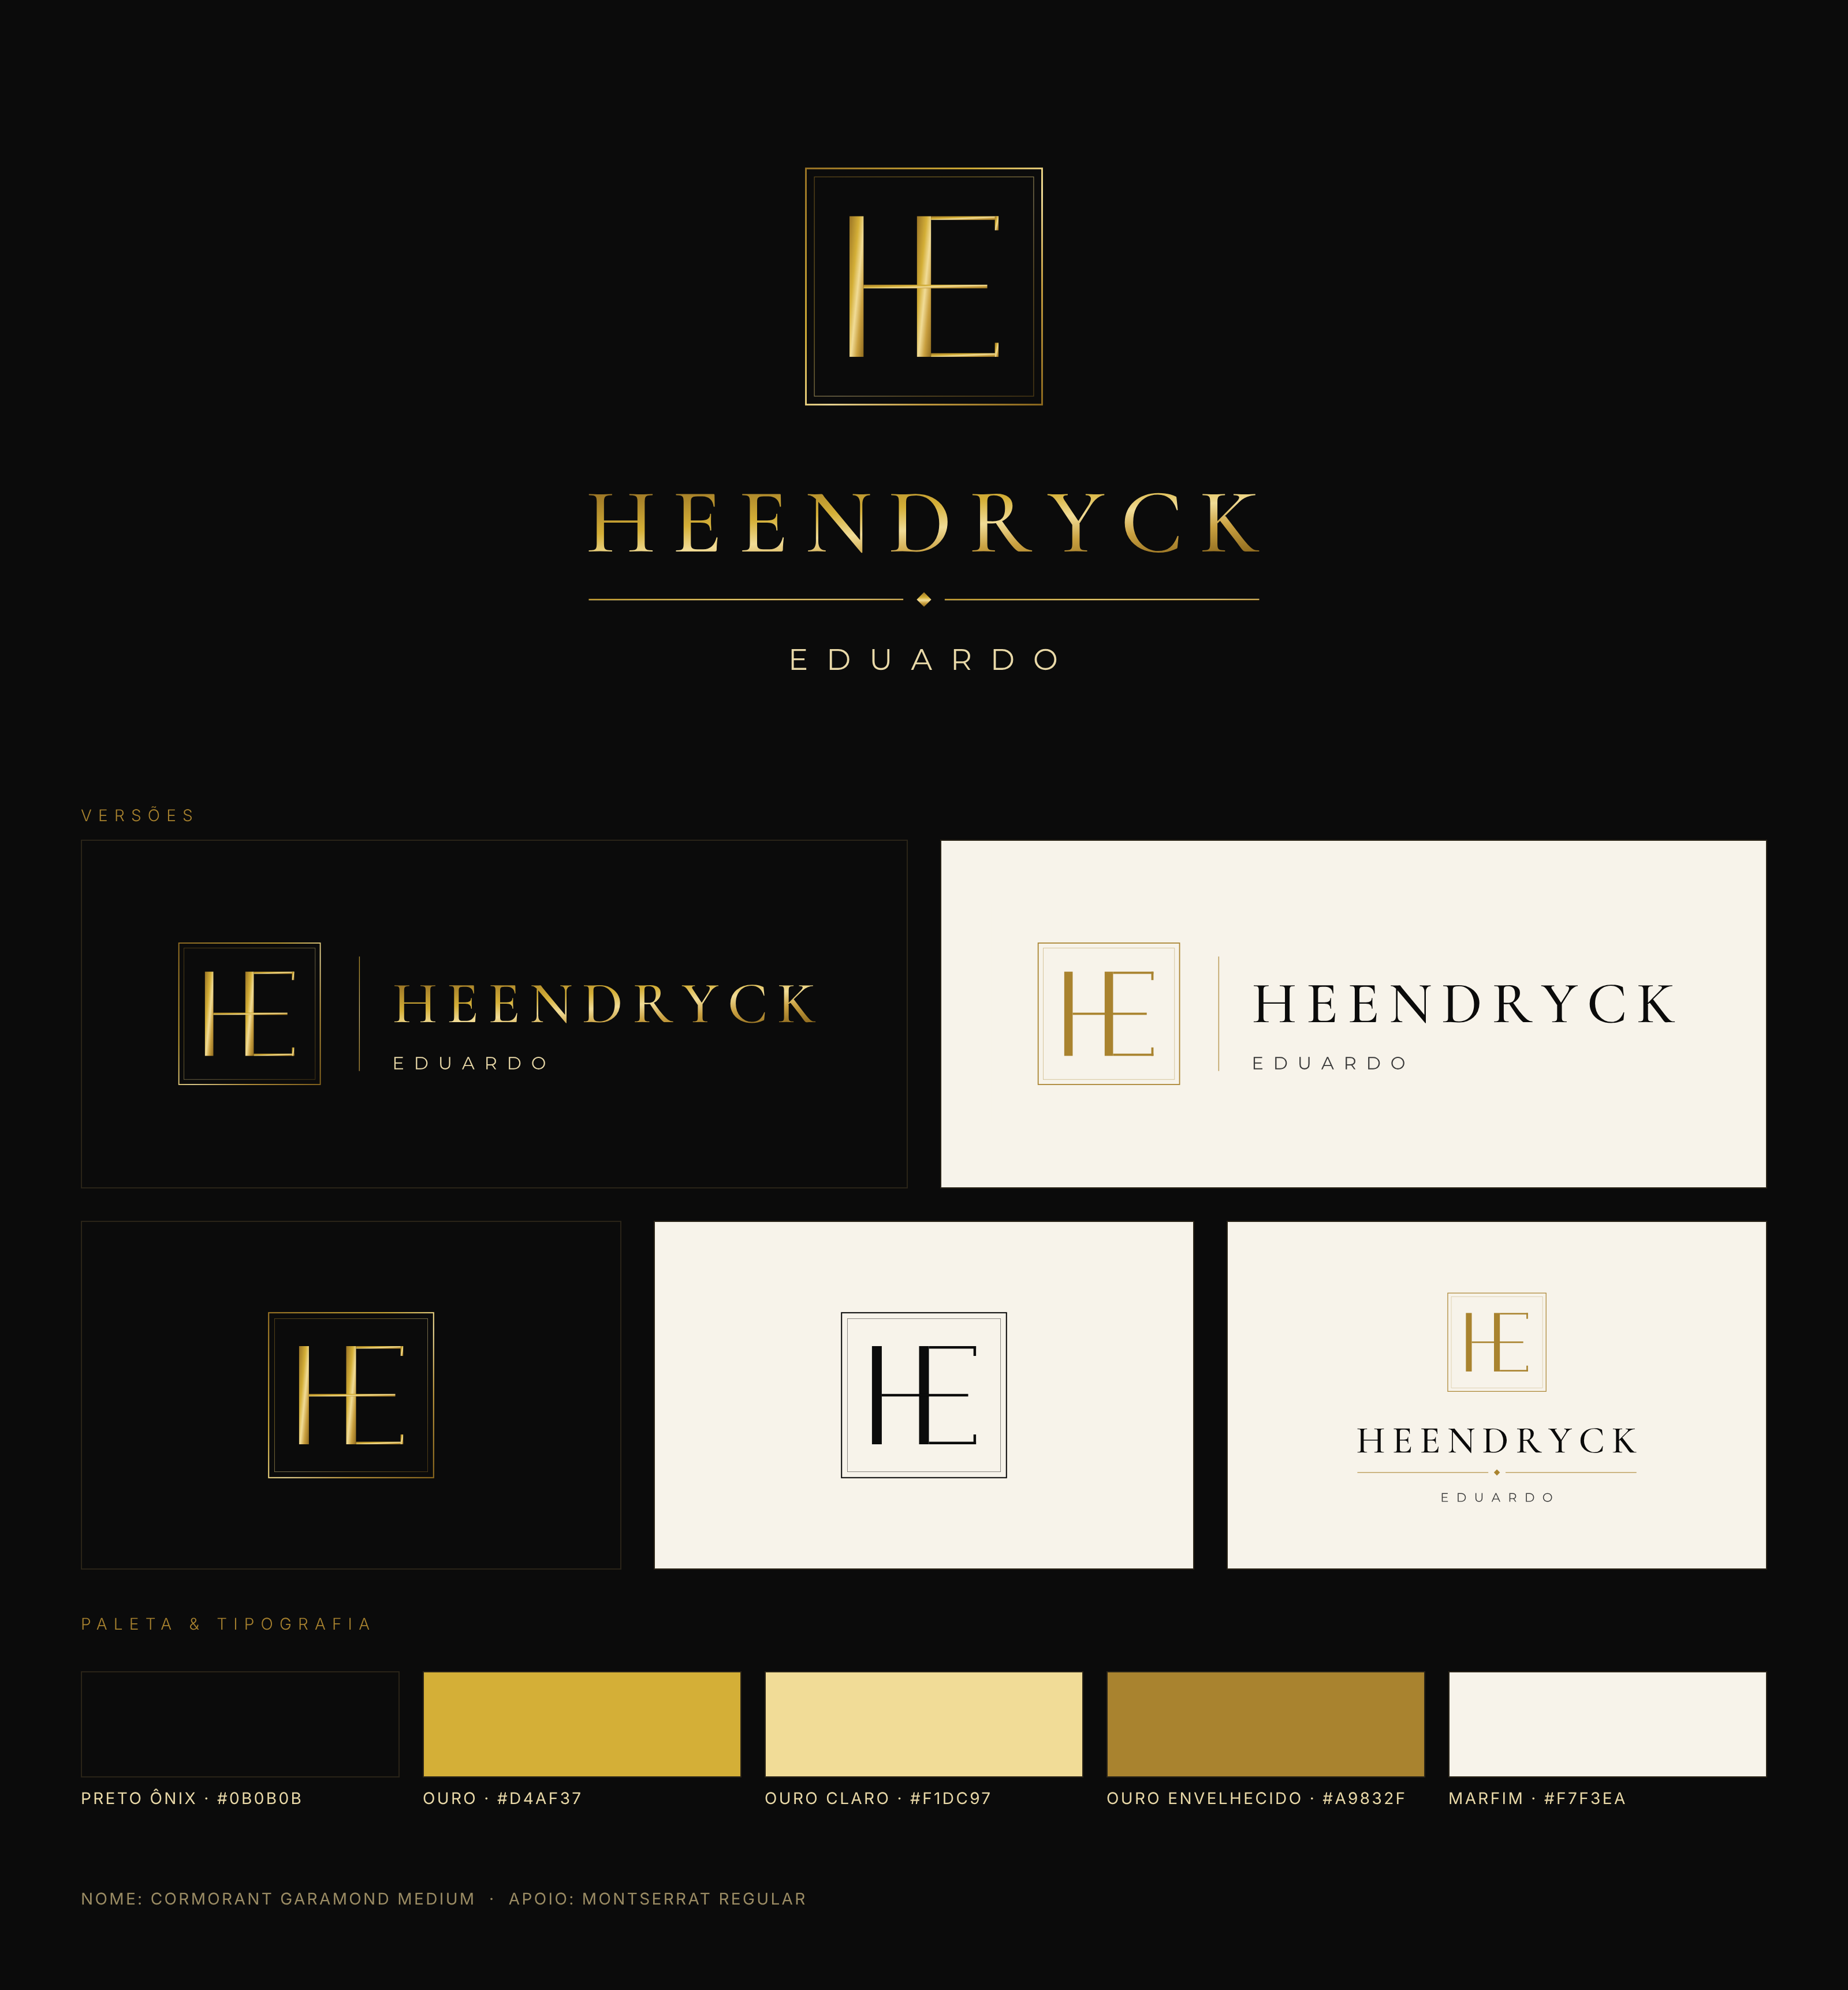 HE
HEENDRYCK
EDUARDO
VERSÕES
HE
HEENDRYCK
EDUARDO
HE
HEENDRYCK
EDUARDO
HE
HE
HE
HEENDRYCK
EDUARDO
PALETA & TIPOGRAFIA
PRETO ÔNIX · #0B0B0B
OURO · #D4AF37
OURO CLARO · #F1DC97
OURO ENVELHECIDO · #A9832F
MARFIM · #F7F3EA
NOME: CORMORANT GARAMOND MEDIUM · APOIO: MONTSERRAT REGULAR